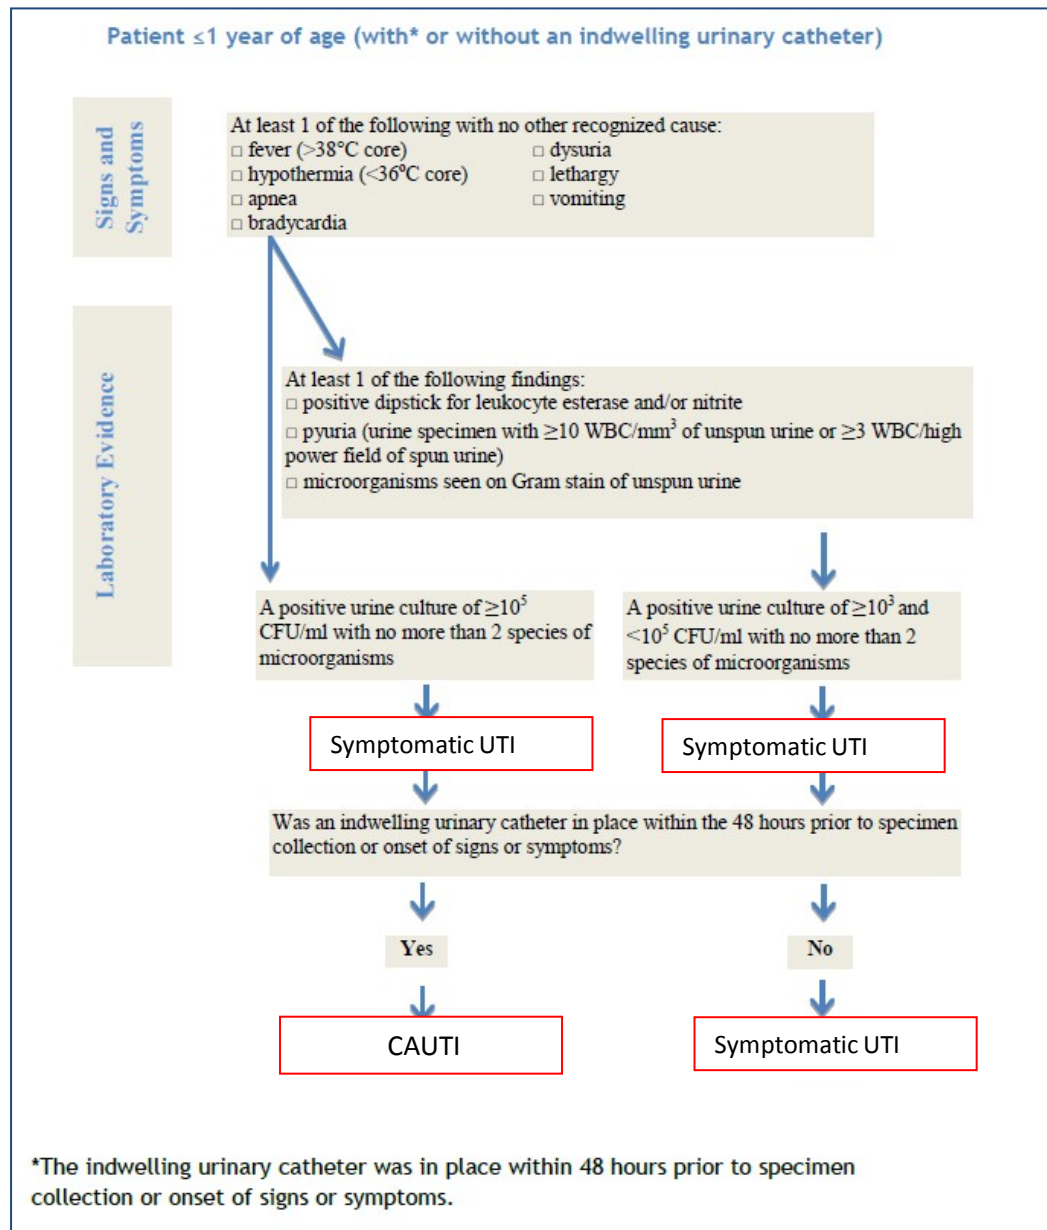 Patient ≤1 year of age (with* or without an indwelling urinary catheter)
Signs and
Symptoms
At least 1 of the following with no other recognized cause:
□ fever (>38°C core)
□ dysuria
□ hypothermia (<36°C core)
□ lethargy
□ apnea
□ vomiting
□ bradycardia
Laboratory Evidence
At least 1 of the following findings:
□ positive dipstick for leukocyte esterase and/or nitrite
□ pyuria (urine specimen with ≥10 WBC/mm³ of unspun urine or ≥3 WBC/high
power field of spun urine)
□ microorganisms seen on Gram stain of unspun urine
A positive urine culture of ≥10⁵
CFU/ml with no more than 2 species of
microorganisms
A positive urine culture of ≥10³ and
<10⁵ CFU/ml with no more than 2
species of microorganisms
Symptomatic UTI
Symptomatic UTI
Was an indwelling urinary catheter in place within the 48 hours prior to specimen
collection or onset of signs or symptoms?
Yes
No
CAUTI
Symptomatic UTI
*The indwelling urinary catheter was in place within 48 hours prior to specimen
collection or onset of signs or symptoms.